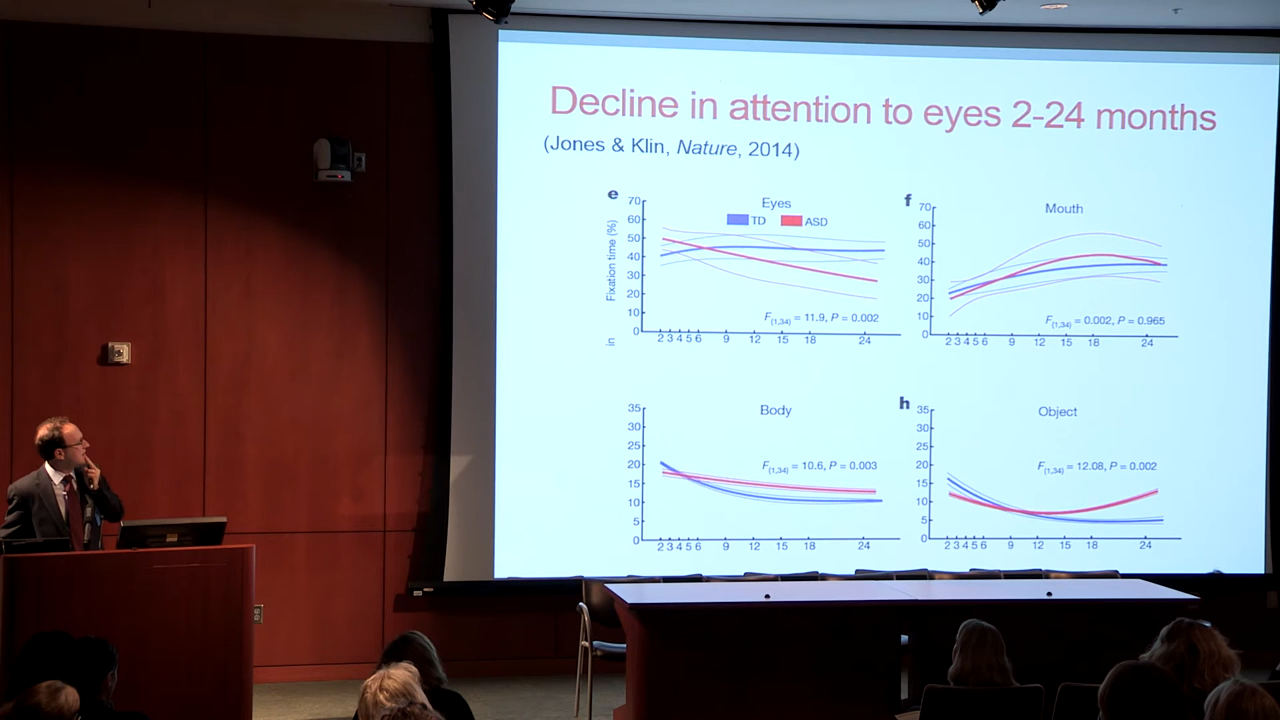 Decline in attention to eyes 2-24 months
(Jones & Klin, Nature, 2014)
e
Eyes
TD ASD
Fixation time (%)
70
60
50
40
30
20
10
0
F(1,34) = 11.9, P = 0.002
2 3 4 5 6 9 12 15 18 24
in
f
Mouth
70
60
50
40
30
20
10
0
F(1,34) = 0.002, P = 0.965
2 3 4 5 6 9 12 15 18 24
Body
35
30
25
20
15
10
5
0
F(1,34) = 10.6, P = 0.003
2 3 4 5 6 9 12 15 18 24
h
Object
35
30
25
20
15
10
5
0
F(1,34) = 12.08, P = 0.002
2 3 4 5 6 9 12 15 18 24